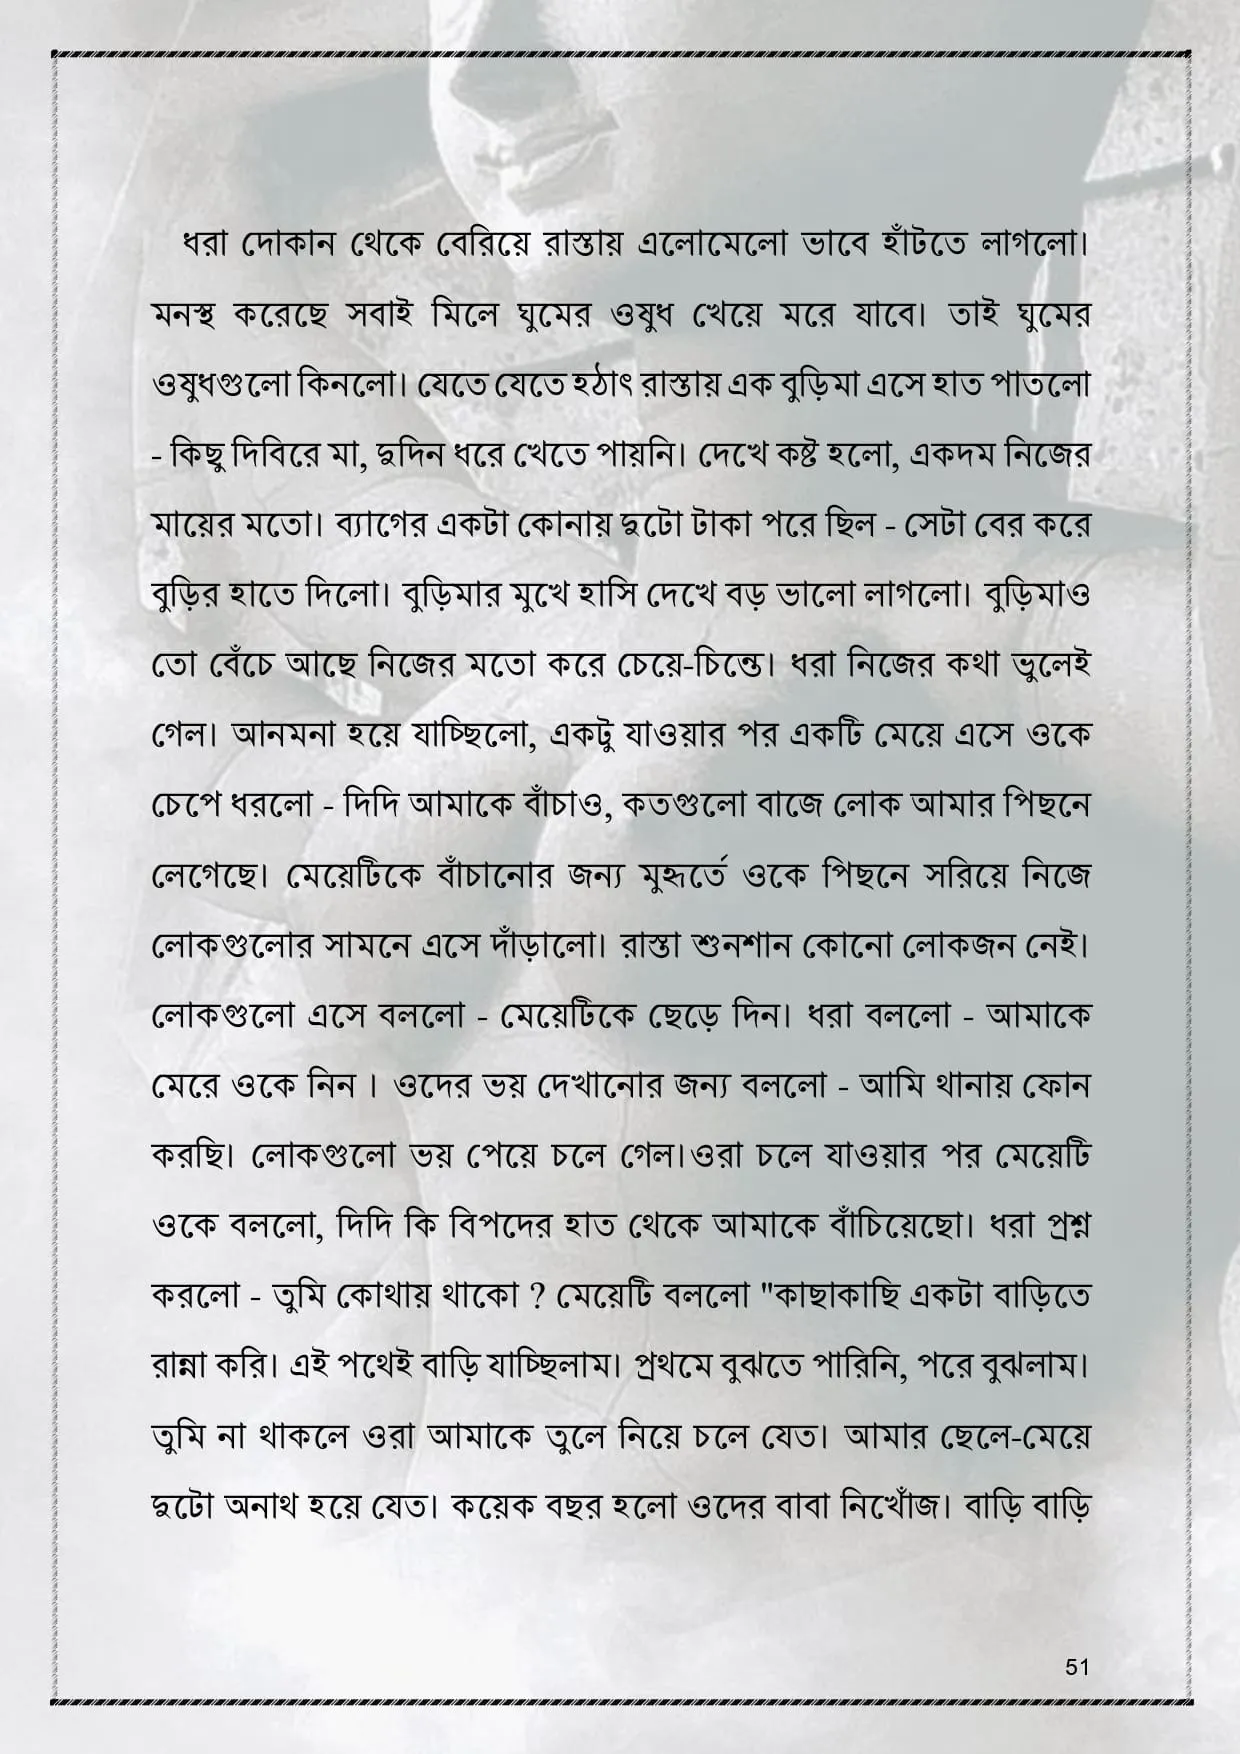 ধরা দোকান থেকে বেরিয়ে রাস্তায় এলোমেলো ভাবে হাঁটতে লাগলো।
মনস্থ করেছে সবাই মিলে ঘুমের ওষুধ খেয়ে মরে যাবে। তাই ঘুমের
ওষুধগুলো কিনলো। যেতে যেতে হঠাৎ রাস্তায় এক বুড়িমা এসে হাত পাতলো
- কিছু দিবিরে মা, দুদিন ধরে খেতে পায়নি। দেখে কষ্ট হলো, একদম নিজের
মায়ের মতো। ব্যাগের একটা কোনায় দুটো টাকা পরে ছিল - সেটা বের করে
বুড়ির হাতে দিলো। বুড়িমার মুখে হাসি দেখে বড় ভালো লাগলো। বুড়িমাও
তো বেঁচে আছে নিজের মতো করে চেয়ে-চিন্তে। ধরা নিজের কথা ভুলেই
গেল। আনমনা হয়ে যাচ্ছিলো, একটু যাওয়ার পর একটি মেয়ে এসে ওকে
চেপে ধরলো - দিদি আমাকে বাঁচাও, কতগুলো বাজে লোক আমার পিছনে
লেগেছে। মেয়েটিকে বাঁচানোর জন্য মুহূর্তে ওকে পিছনে সরিয়ে নিজে
লোকগুলোর সামনে এসে দাঁড়ালো। রাস্তা শুনশান কোনো লোকজন নেই।
লোকগুলো এসে বললো - মেয়েটিকে ছেড়ে দিন। ধরা বললো - আমাকে
মেরে ওকে নিন । ওদের ভয় দেখানোর জন্য বললো - আমি থানায় ফোন
করছি। লোকগুলো ভয় পেয়ে চলে গেল।ওরা চলে যাওয়ার পর মেয়েটি
ওকে বললো, দিদি কি বিপদের হাত থেকে আমাকে বাঁচিয়েছো। ধরা প্রশ্ন
করলো - তুমি কোথায় থাকো ? মেয়েটি বললো "কাছাকাছি একটা বাড়িতে
রান্না করি। এই পথেই বাড়ি যাচ্ছিলাম। প্রথমে বুঝতে পারিনি, পরে বুঝলাম।
তুমি না থাকলে ওরা আমাকে তুলে নিয়ে চলে যেত। আমার ছেলে-মেয়ে
দুটো অনাথ হয়ে যেত। কয়েক বছর হলো ওদের বাবা নিখোঁজ। বাড়ি বাড়ি
51